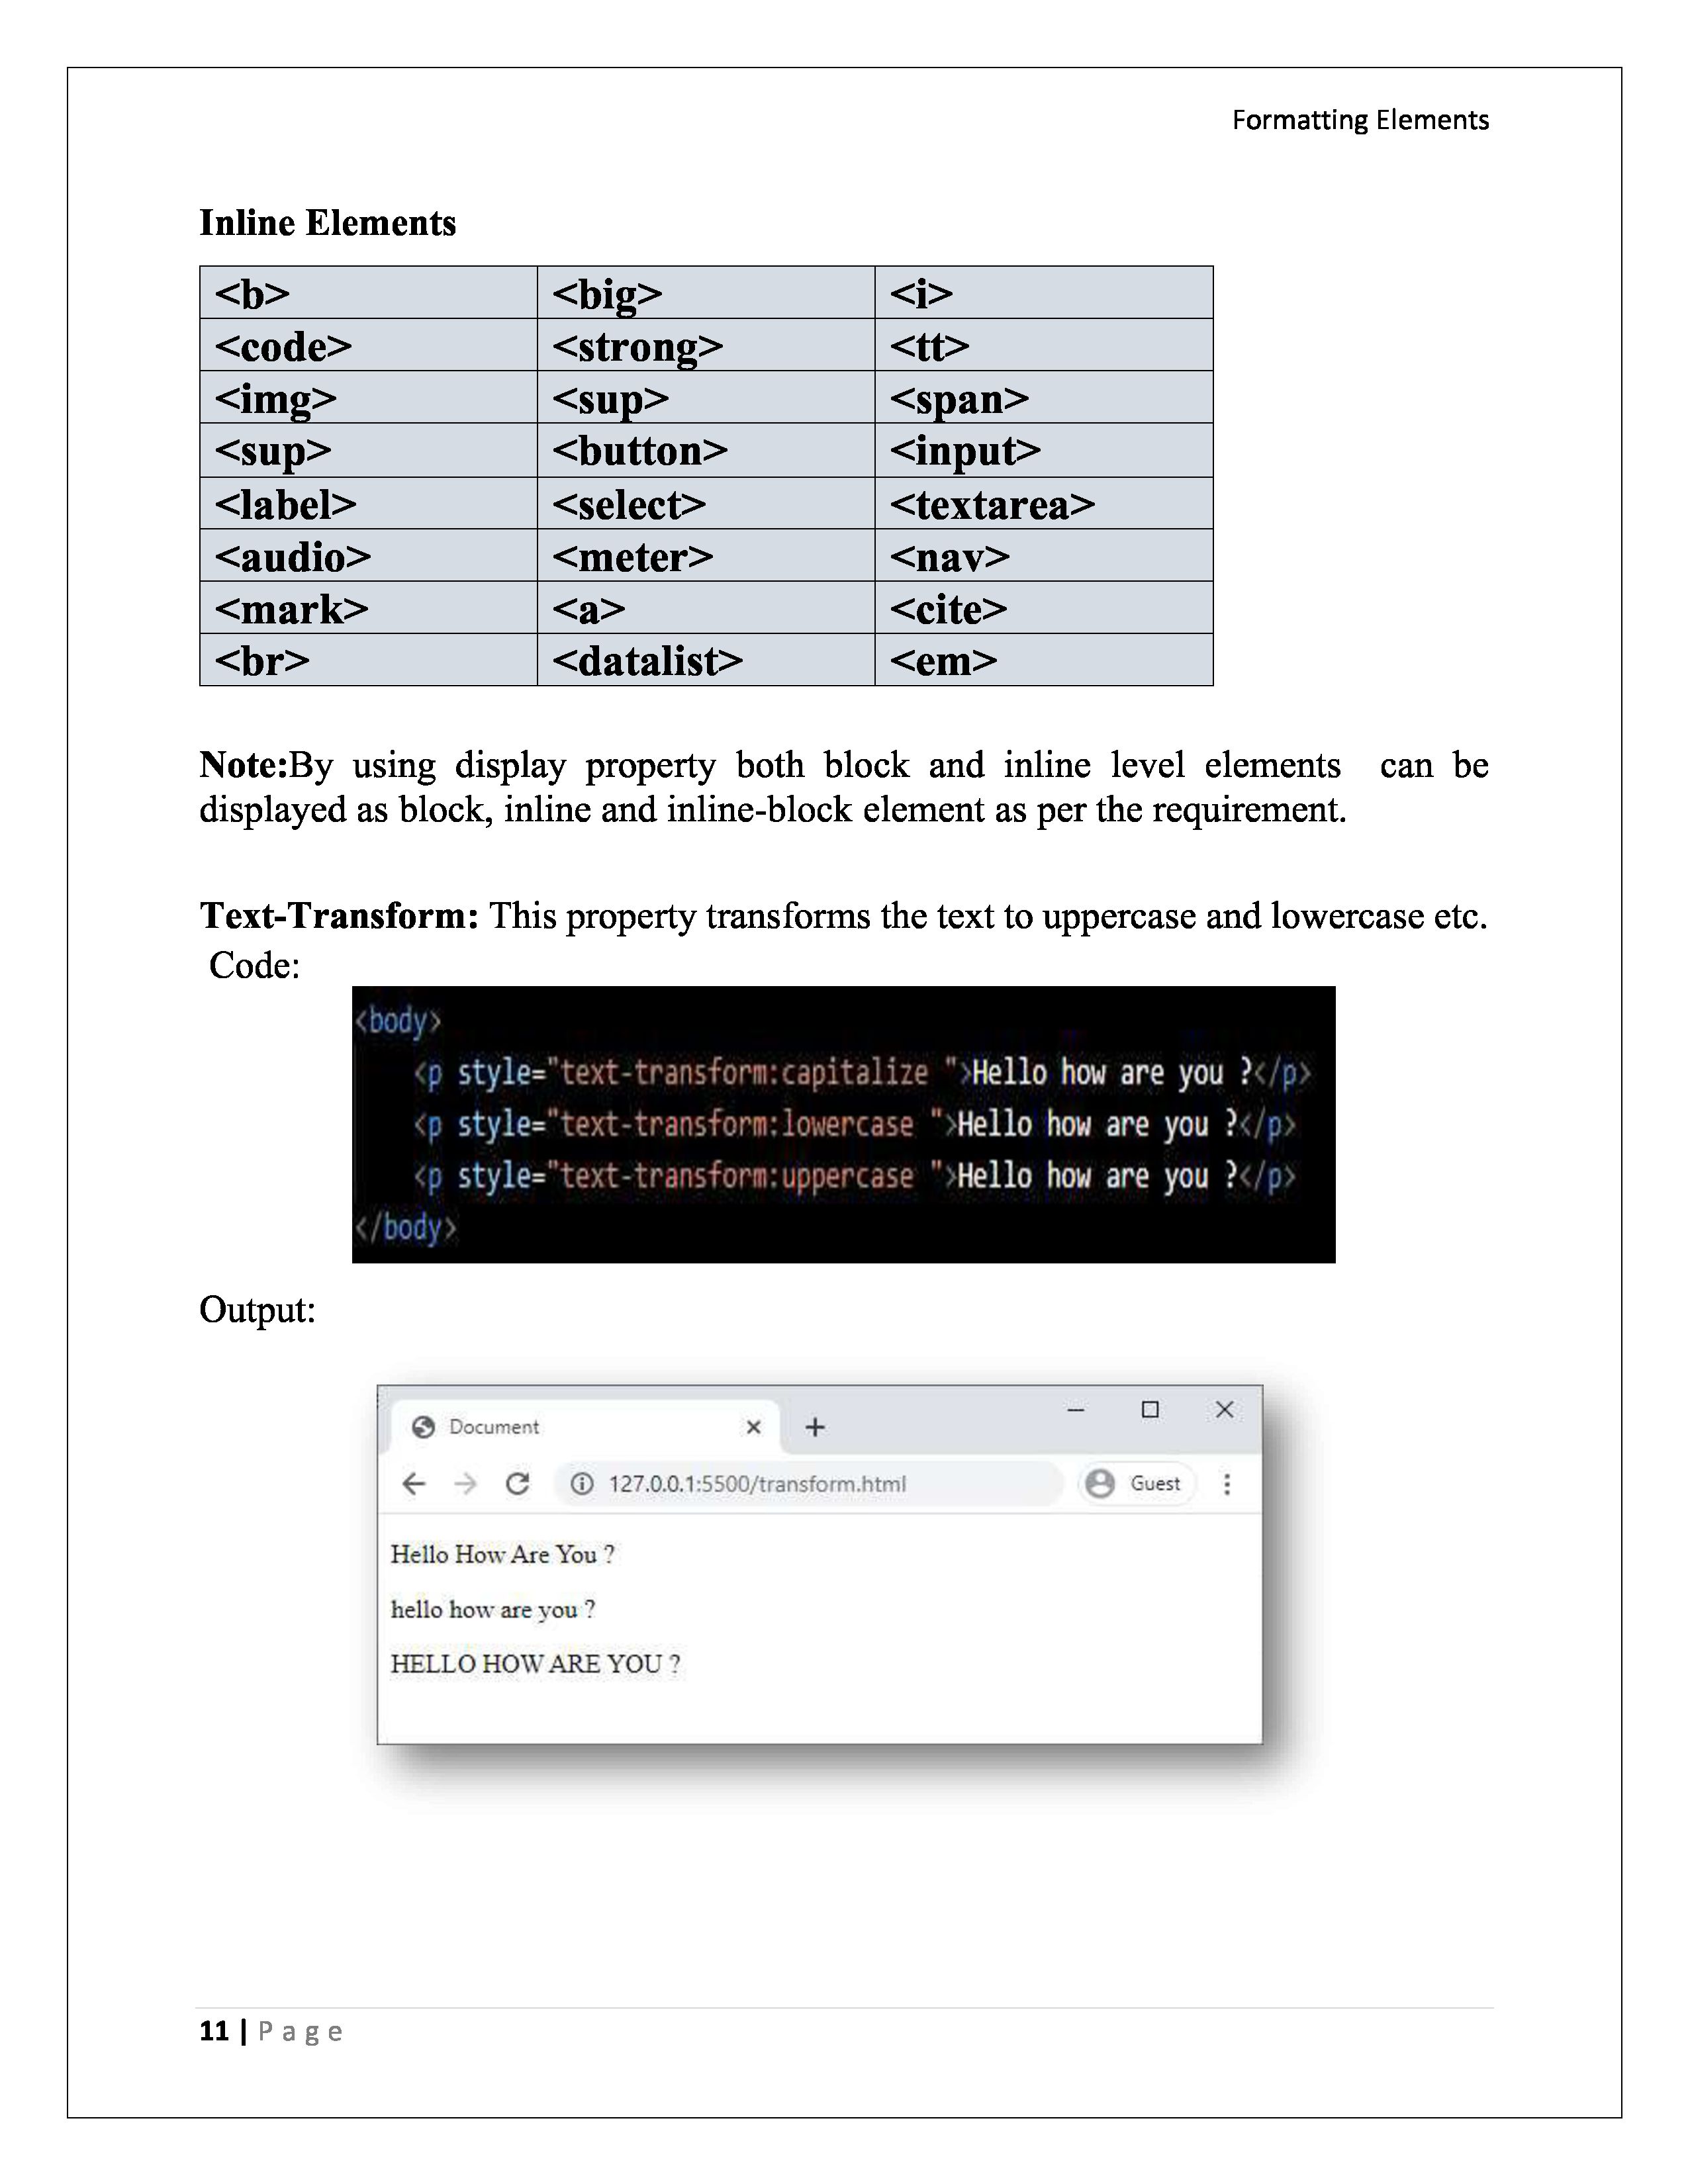 Formatting Elements
Inline Elements
<b> <big> <i>
<code> <strong> <tt>
<img> <sup> <span>
<sup> <button> <input>
<label> <select> <textarea>
<audio> <meter> <nav>
<mark> <a> <cite>
<br> <datalist> <em>
Note:By using display property both block and inline level elements can be
displayed as block, inline and inline-block element as per the requirement.
Text-Transform: This property transforms the text to uppercase and lowercase etc.
Code:
<body>
<p style="text-transform:capitalize ">Hello how are you ?</p>
<p style="text-transform:lowercase ">Hello how are you ?</p>
<p style="text-transform:uppercase ">Hello how are you ?</p>
</body>
Output:
Document
127.0.0.1:5500/transform.html Guest
Hello How Are You ?
hello how are you ?
HELLO HOW ARE YOU ?
11 | Page